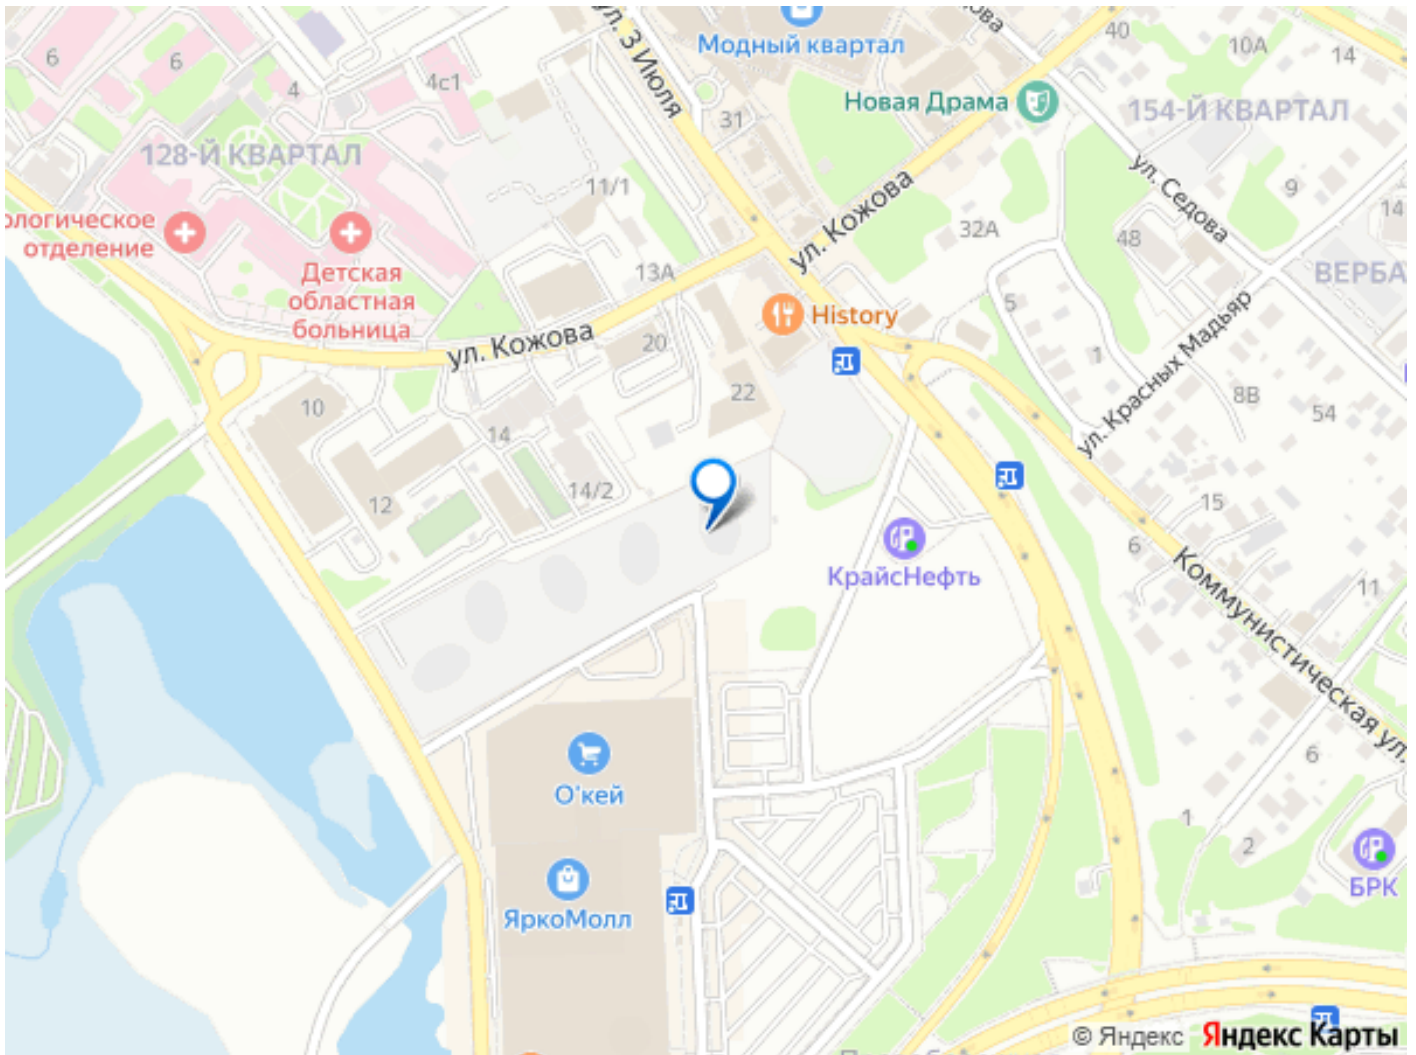 Модный квартал
ул. 3 Июля
Седова
40
10А
14
6
6
4
4с1
Новая Драма
154-Й КВАРТАЛ
31
128-Й КВАРТАЛ
11/1
ул. Седова
9
14
ологическое
отделение
ул. Кожова
32А
48
Детская
областная
больница
13А
ВЕРБА
History
5
ул. Кожова
20
1
ул. Красных Мадьяр
22
8В
54
10
14
12
14/2
15
КрайсНефть
6
11
Коммунистическая ул.
О'кей
6
1
2
ЯркоМолл
БРК
© Яндекс Яндекс Карты